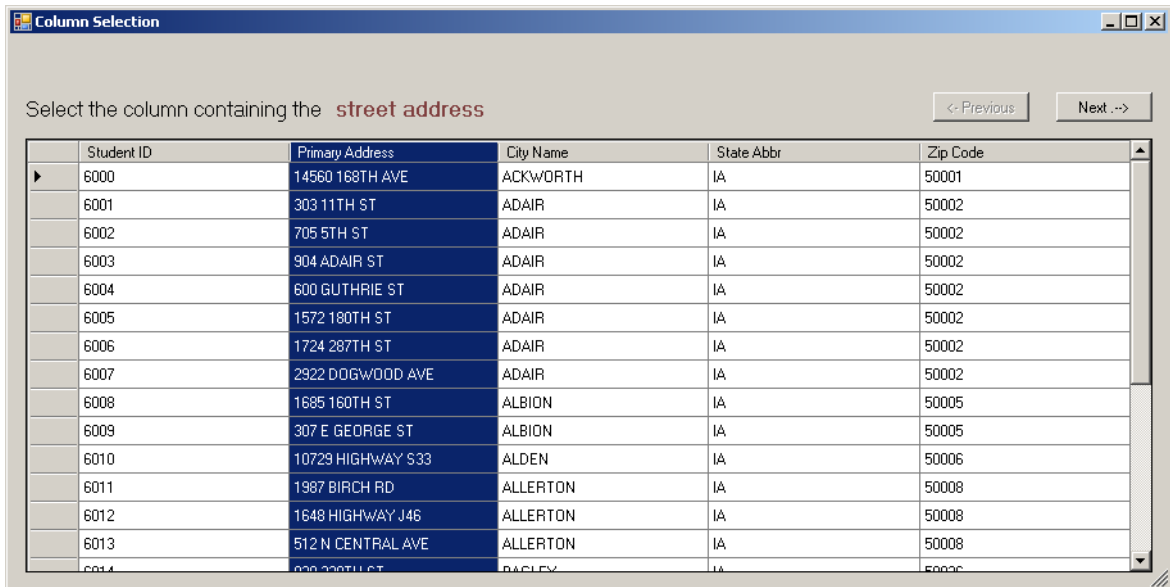 Column Selection
Select the column containing the street address
<- Previous
Next .-->
Student ID Primary Address City Name State Abbr Zip Code
6000 14560 168TH AVE ACKWORTH IA 50001
6001 303 11TH ST ADAIR IA 50002
6002 705 5TH ST ADAIR IA 50002
6003 904 ADAIR ST ADAIR IA 50002
6004 600 GUTHRIE ST ADAIR IA 50002
6005 1572 180TH ST ADAIR IA 50002
6006 1724 287TH ST ADAIR IA 50002
6007 2922 DOGWOOD AVE ADAIR IA 50002
6008 1685 160TH ST ALBION IA 50005
6009 307 E GEORGE ST ALBION IA 50005
6010 10729 HIGHWAY S33 ALDEN IA 50006
6011 1987 BIRCH RD ALLERTON IA 50008
6012 1648 HIGHWAY J46 ALLERTON IA 50008
6013 512 N CENTRAL AVE ALLERTON IA 50008